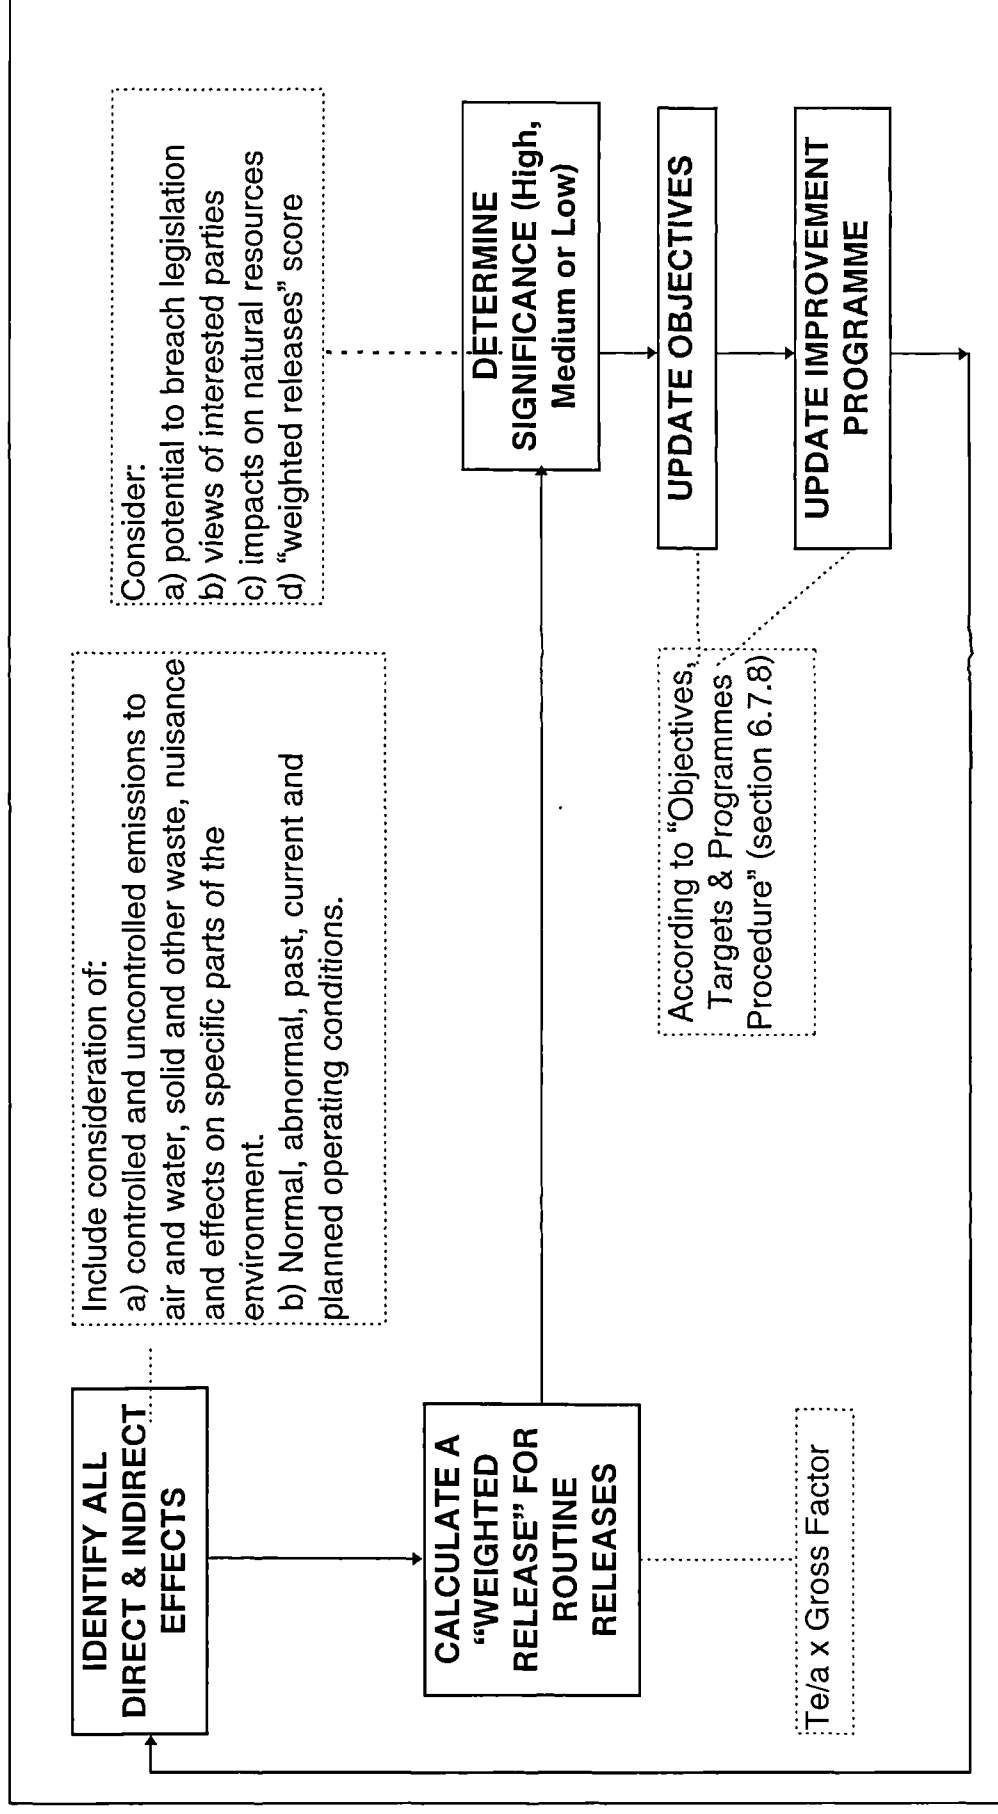 IDENTIFY ALL
DIRECT & INDIRECT
EFFECTS
Include consideration of:
a) controlled and uncontrolled emissions to
air and water, solid and other waste, nuisance
and effects on specific parts of the
environment.
b) Normal, abnormal, past, current and
planned operating conditions.
Consider:
a) potential to breach legislation
b) views of interested parties
c) impacts on natural resources
d) “weighted releases” score
CALCULATE A
“WEIGHTED
RELEASE” FOR
ROUTINE
RELEASES
DETERMINE
SIGNIFICANCE (High,
Medium or Low)
UPDATE OBJECTIVES
According to “Objectives,
Targets & Programmes
Procedure” (section 6.7.8)
UPDATE IMPROVEMENT
PROGRAMME
Te/a x Gross Factor